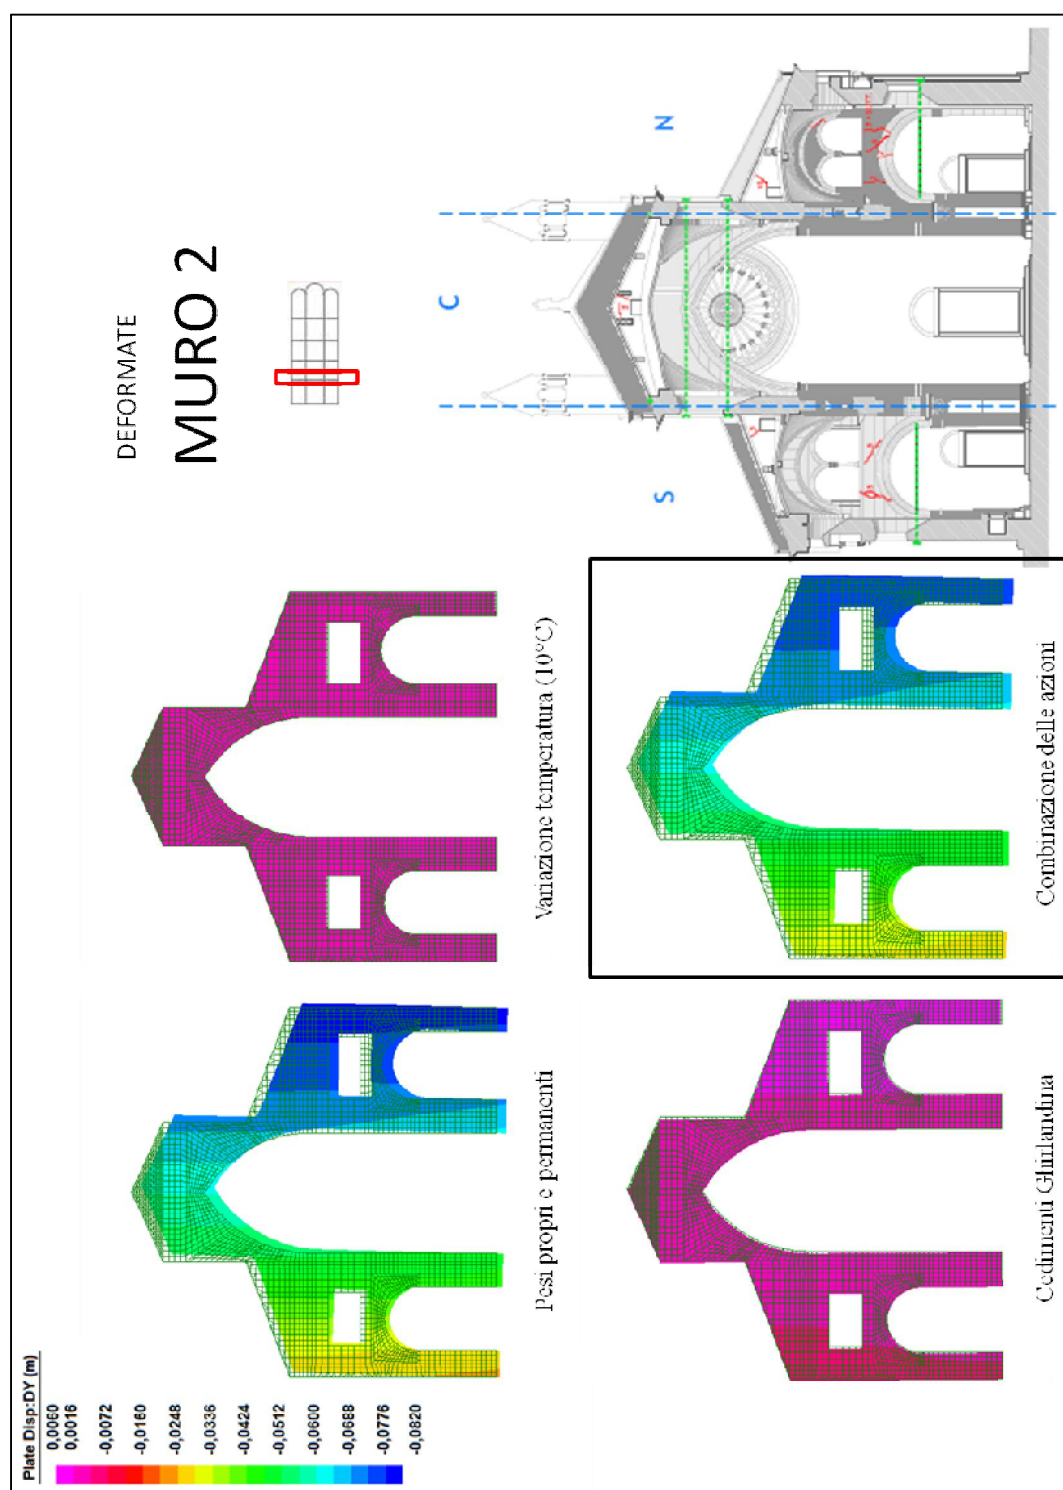 DEFORMATE
MURO 2
S
C
N
Plate Disp:DY (m)
0,0060
0,0016
-0,0072
-0,0160
-0,0248
-0,0336
-0,0424
-0,0512
-0,0600
-0,0688
-0,0776
-0,0820
Pesi propri e permanenti
Variazione temperatura (10°C)
Cedimenti Ghirlandina
Combinazione delle azioni